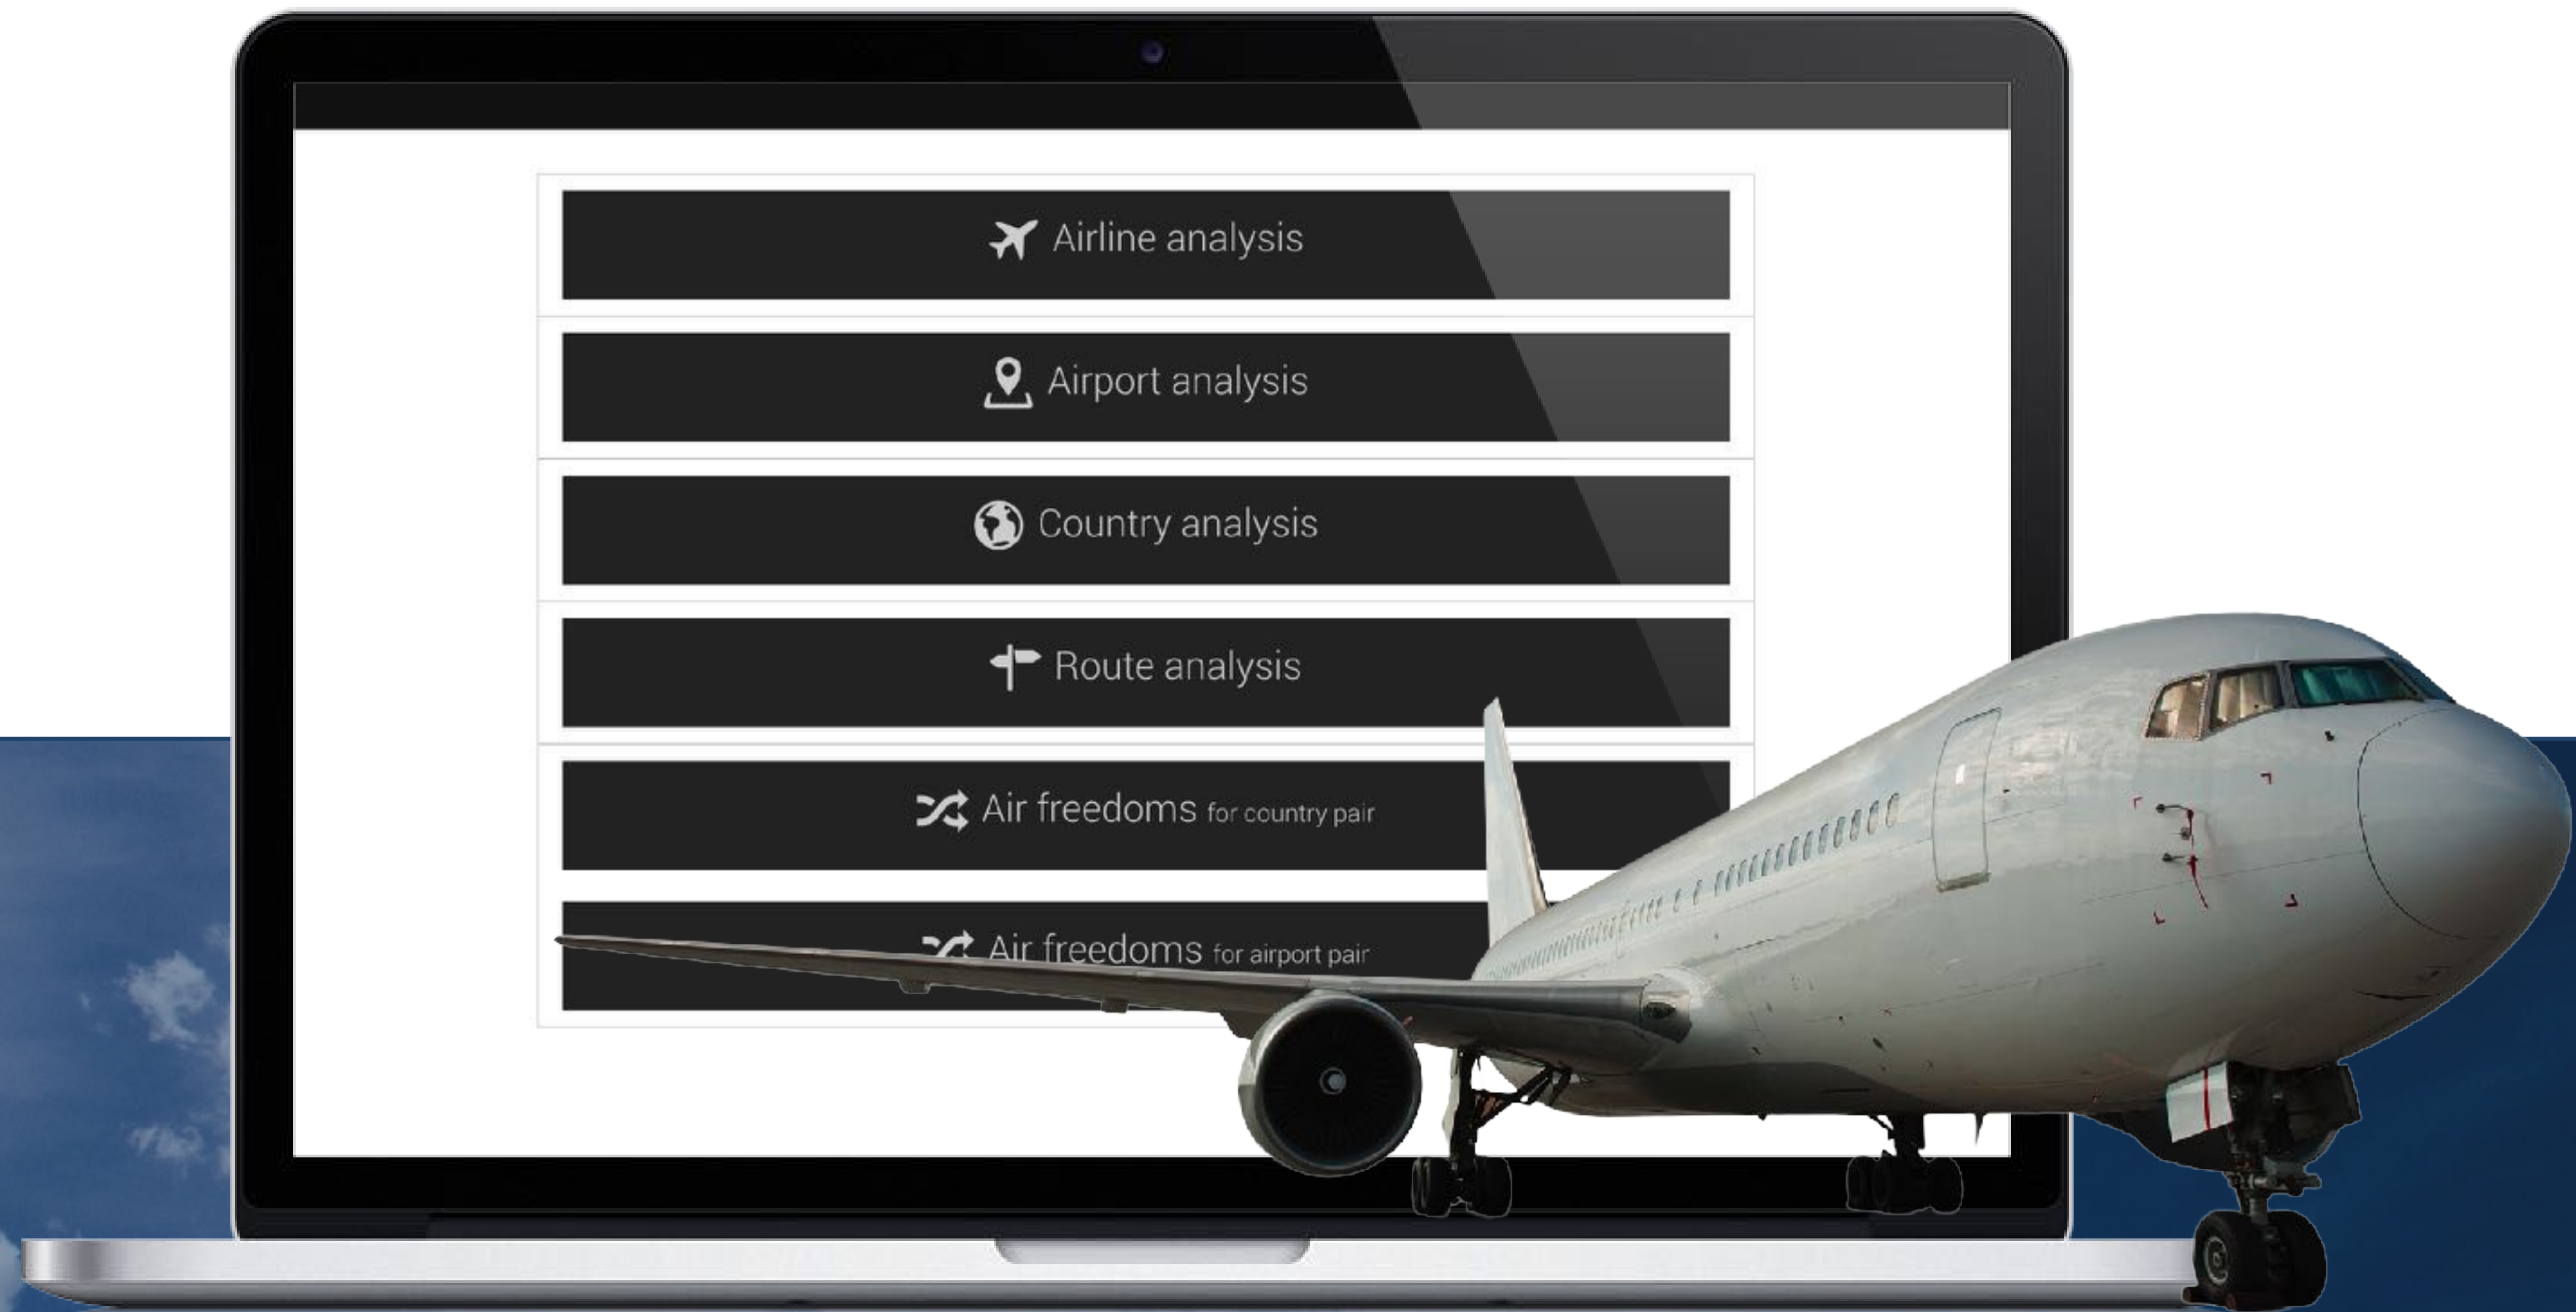 Airline analysis
Airport analysis
Country analysis
Route analysis
Air freedoms for country pair
Air freedoms for airport pair